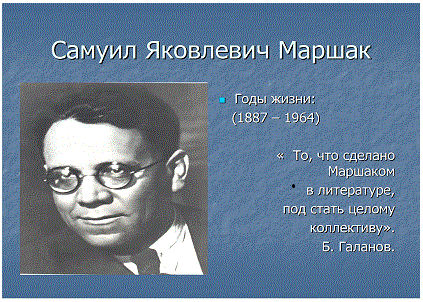 Самуил Яковлевич Маршак
Годы жизни:
(1887 – 1964)
« То, что сделано
Маршаком
в литературе,
под стать целому
коллективу».
Б. Галанов.